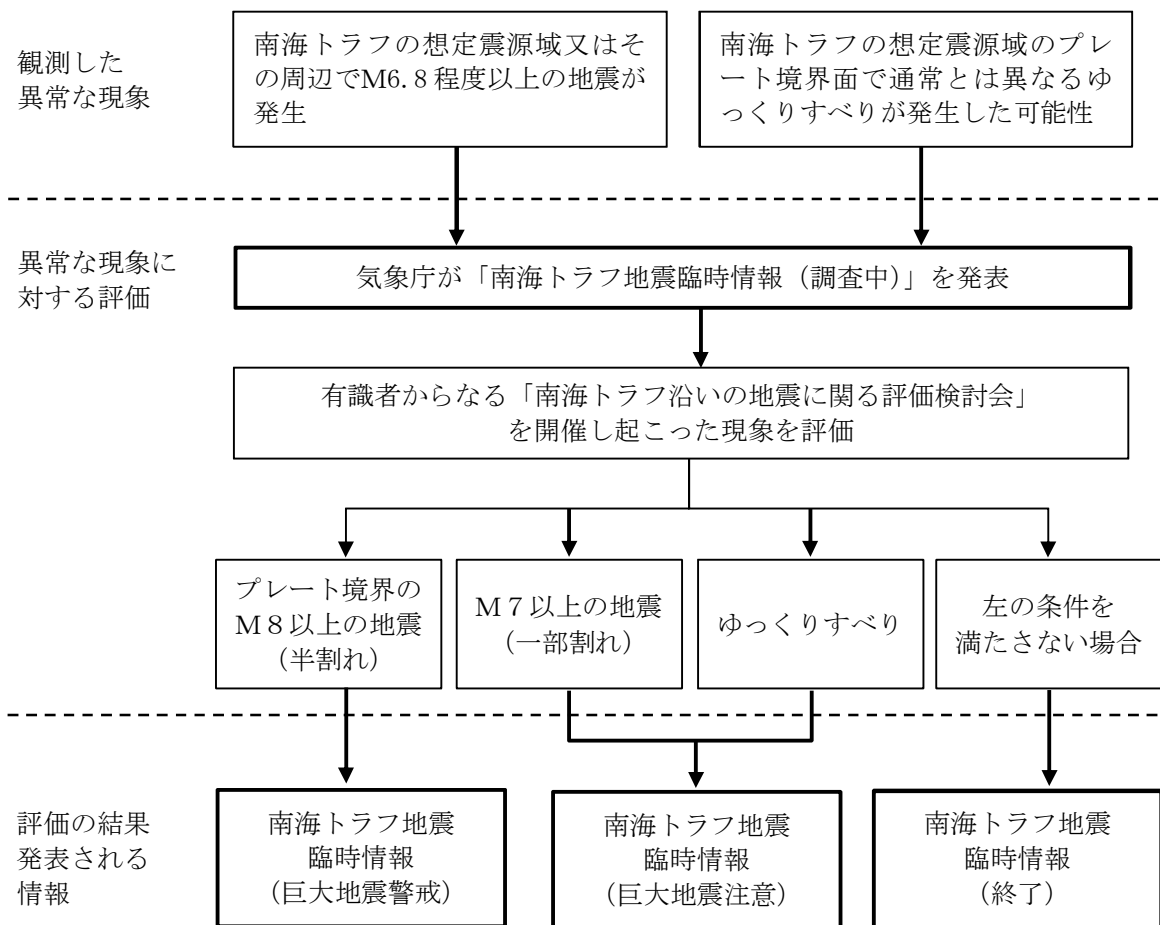 観測した
異常な現象
南海トラフの想定震源域又はそ
の周辺でM6.8程度以上の地震が
発生
南海トラフの想定震源域のプレ
ート境界面で通常とは異なるゆ
っくりすべりが発生した可能性
異常な現象に
対する評価
気象庁が「南海トラフ地震臨時情報（調査中）」を発表
有識者からなる「南海トラフ沿いの地震に関る評価検討会」
を開催し起こった現象を評価
プレート境界の
M８以上の地震
（半割れ）
M７以上の地震
（一部割れ）
ゆっくりすべり
左の条件を
満たさない場合
評価の結果
発表される
情報
南海トラフ地震
臨時情報
（巨大地震警戒）
南海トラフ地震
臨時情報
（巨大地震注意）
南海トラフ地震
臨時情報
（終了）